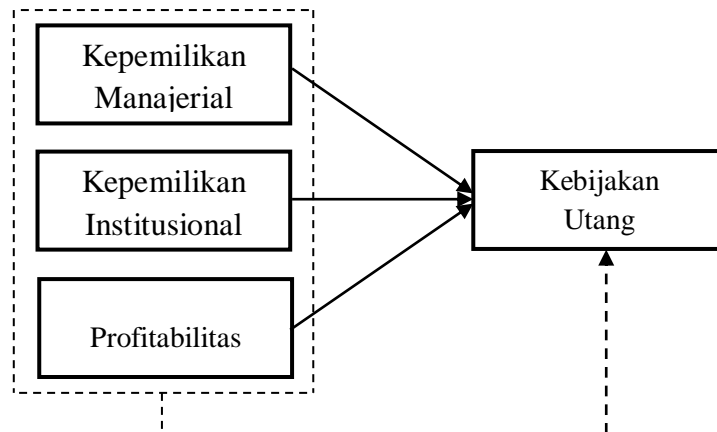 Kepemilikan
Manajerial
Kepemilikan
Institusional
Profitabilitas
Kebijakan
Utang